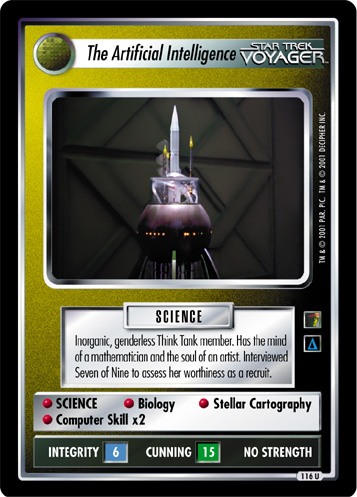 The Artificial Intelligence STAR TREK VOYAGER™
TM & © 2001 PAR. PIC. TM & © 2001 DECIPHER INC.
SCIENCE
Inorganic, genderless Think Tank member. Has the mind
of a mathematician and the soul of an artist. Interviewed
Seven of Nine to assess her worthiness as a recruit.
Δ
SCIENCE Biology Stellar Cartography
Computer Skill x2
INTEGRITY 6 CUNNING 15 NO STRENGTH
116 U